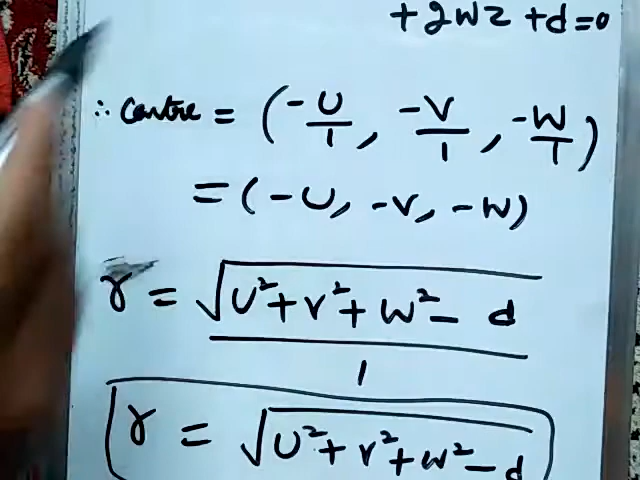 +2wz+d=0
∴ Centre = (-U/1, -V/1, -W/1)
= (-U, -V, -W)
r = √U²+V²+W²-d / 1
r = √U²+V²+W²-d